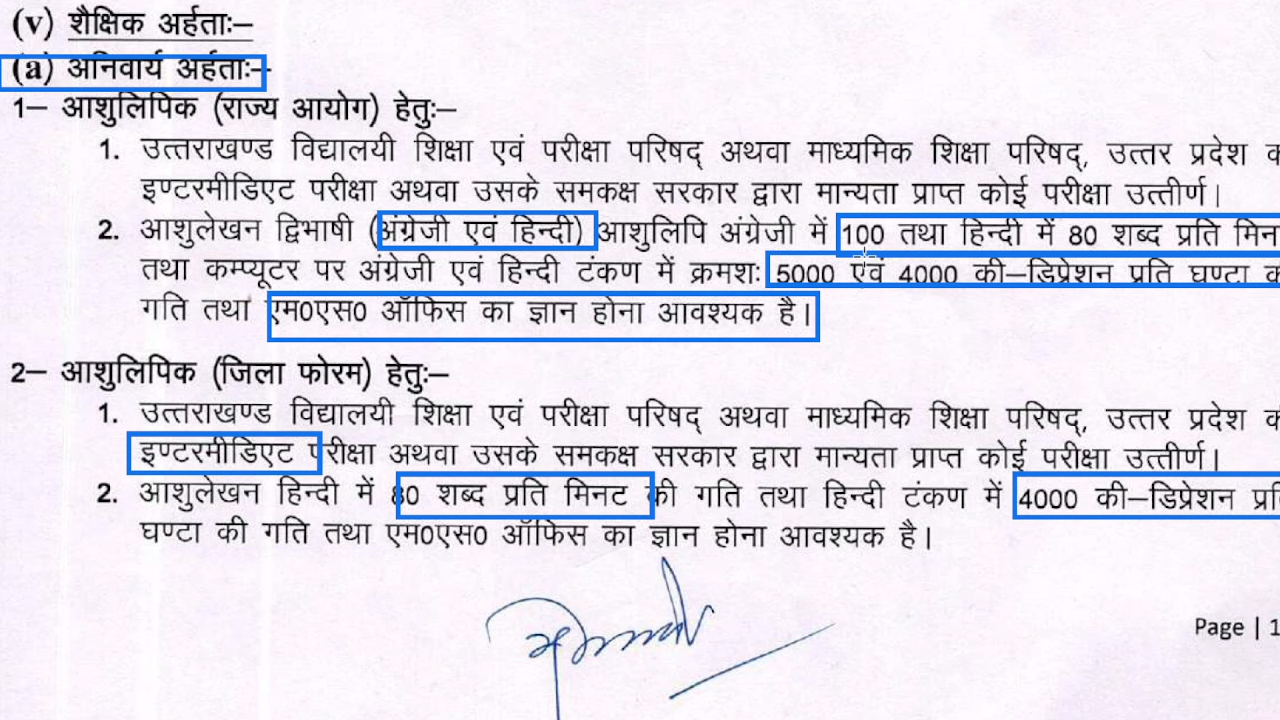 (v) शैक्षिक अर्हताः–
(a) अनिवार्य अर्हताः–
1– आशुलिपिक (राज्य आयोग) हेतुः–
1. उत्तराखण्ड विद्यालयी शिक्षा एवं परीक्षा परिषद् अथवा माध्यमिक शिक्षा परिषद्, उत्तर प्रदेश
इण्टरमीडिएट परीक्षा अथवा उसके समकक्ष सरकार द्वारा मान्यता प्राप्त कोई परीक्षा उत्तीर्ण।
2. आशुलेखन द्विभाषी (अंग्रेजी एवं हिन्दी) आशुलिपि अंग्रेजी में 100 तथा हिन्दी में 80 शब्द प्रति मिन
तथा कम्प्यूटर पर अंग्रेजी एवं हिन्दी टंकण में क्रमशः 5000 एवं 4000 की–डिप्रेशन प्रति घण्टा
गति तथा एम0एस0 ऑफिस का ज्ञान होना आवश्यक है।
2– आशुलिपिक (जिला फोरम) हेतुः–
1. उत्तराखण्ड विद्यालयी शिक्षा एवं परीक्षा परिषद् अथवा माध्यमिक शिक्षा परिषद्, उत्तर प्रदेश
इण्टरमीडिएट परीक्षा अथवा उसके समकक्ष सरकार द्वारा मान्यता प्राप्त कोई परीक्षा उत्तीर्ण।
2. आशुलेखन हिन्दी में 80 शब्द प्रति मिनट की गति तथा हिन्दी टंकण में 4000 की–डिप्रेशन प्रति
घण्टा की गति तथा एम0एस0 ऑफिस का ज्ञान होना आवश्यक है।
Page | 1